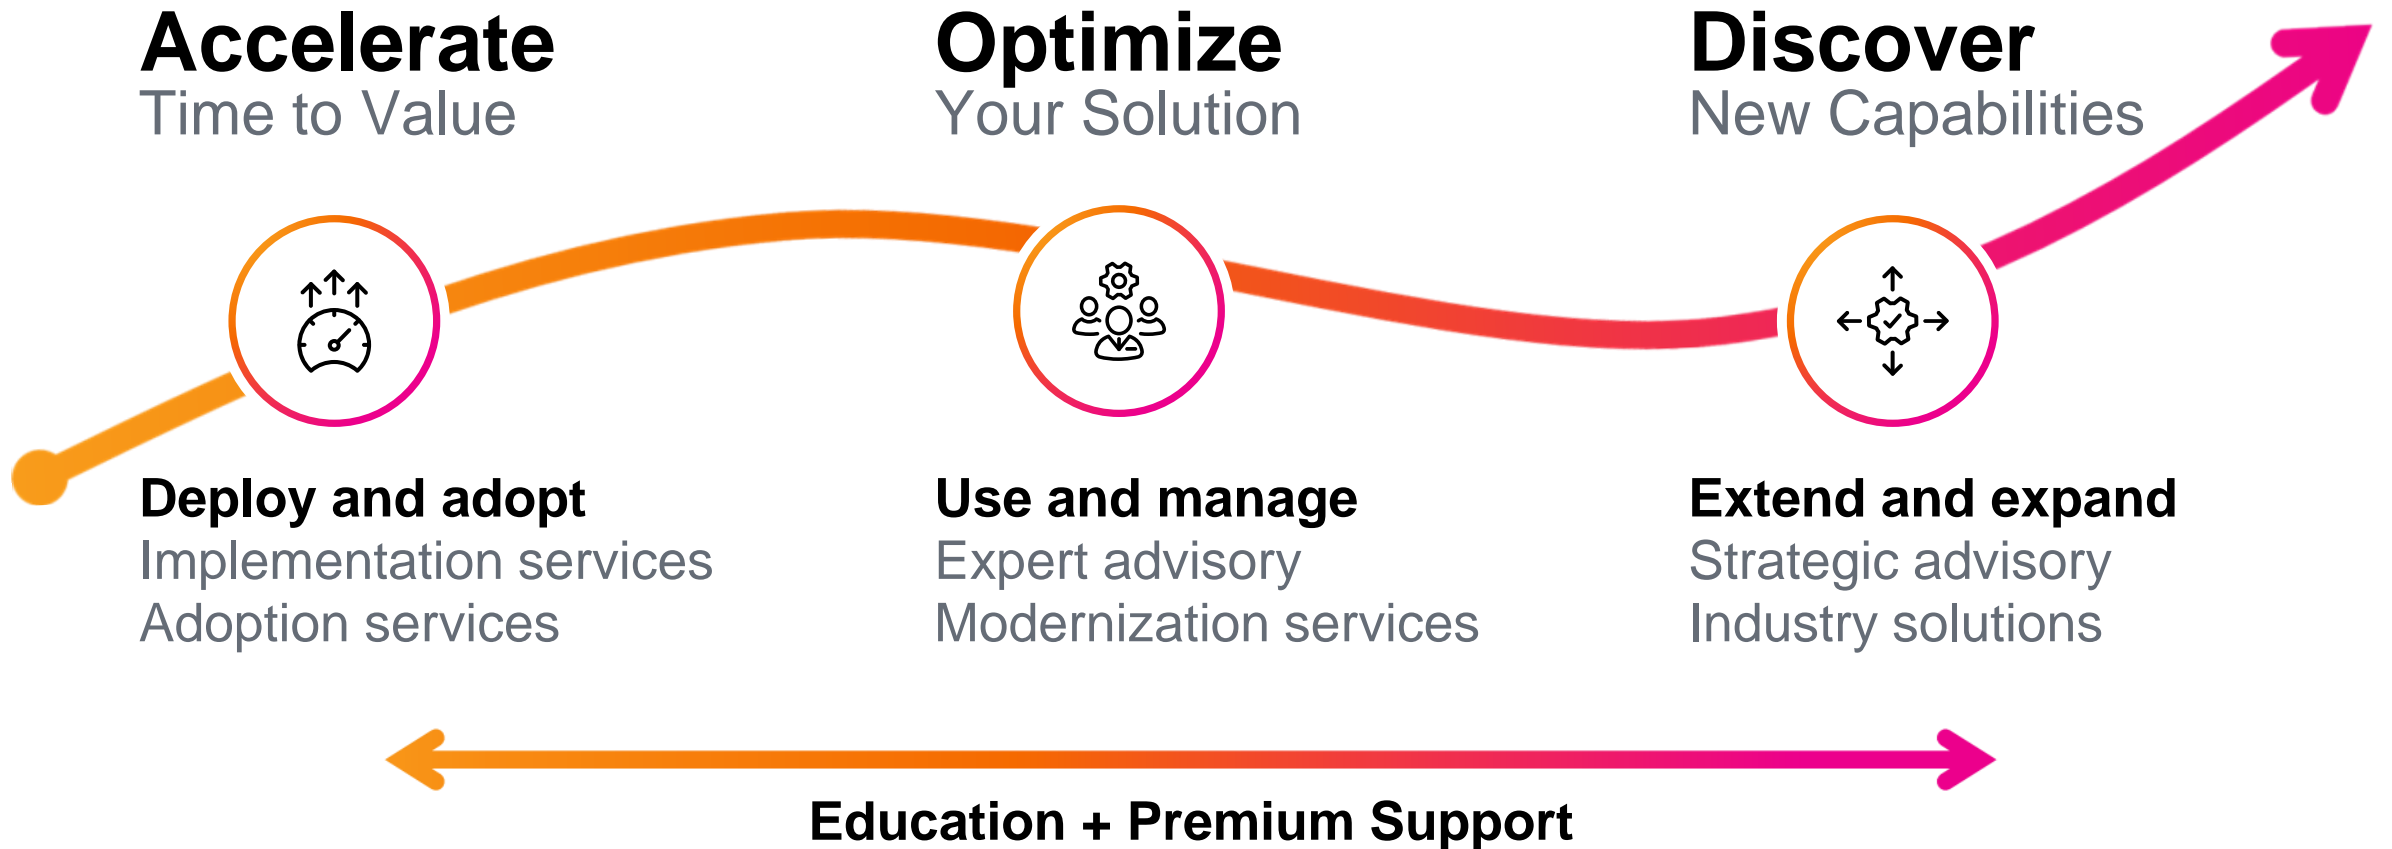 Accelerate
Time to Value
Optimize
Your Solution
Discover
New Capabilities
Deploy and adopt
Implementation services
Adoption services
Use and manage
Expert advisory
Modernization services
Extend and expand
Strategic advisory
Industry solutions
Education + Premium Support